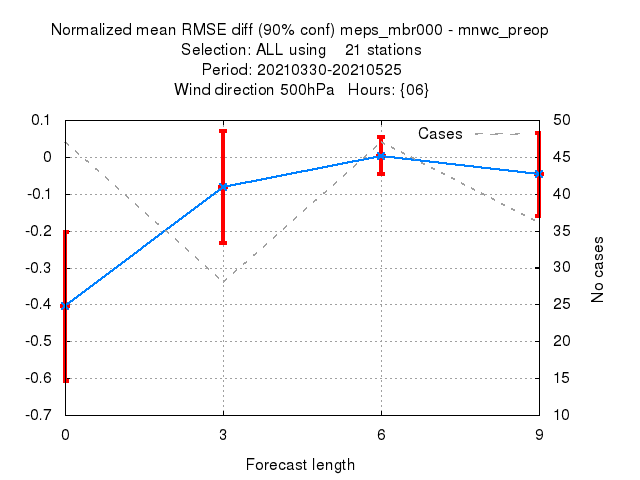 Normalized mean RMSE diff (90% conf) meps_mbr000 - mnwc_preop
Selection: ALL using    21 stations
Period: 20210330-20210525
Wind direction 500hPa   Hours: {06}
Cases
0.1
0
-0.1
-0.2
-0.3
-0.4
-0.5
-0.6
-0.7
50
45
40
35
30
25
20
15
10
No cases
0 3 6 9
Forecast length